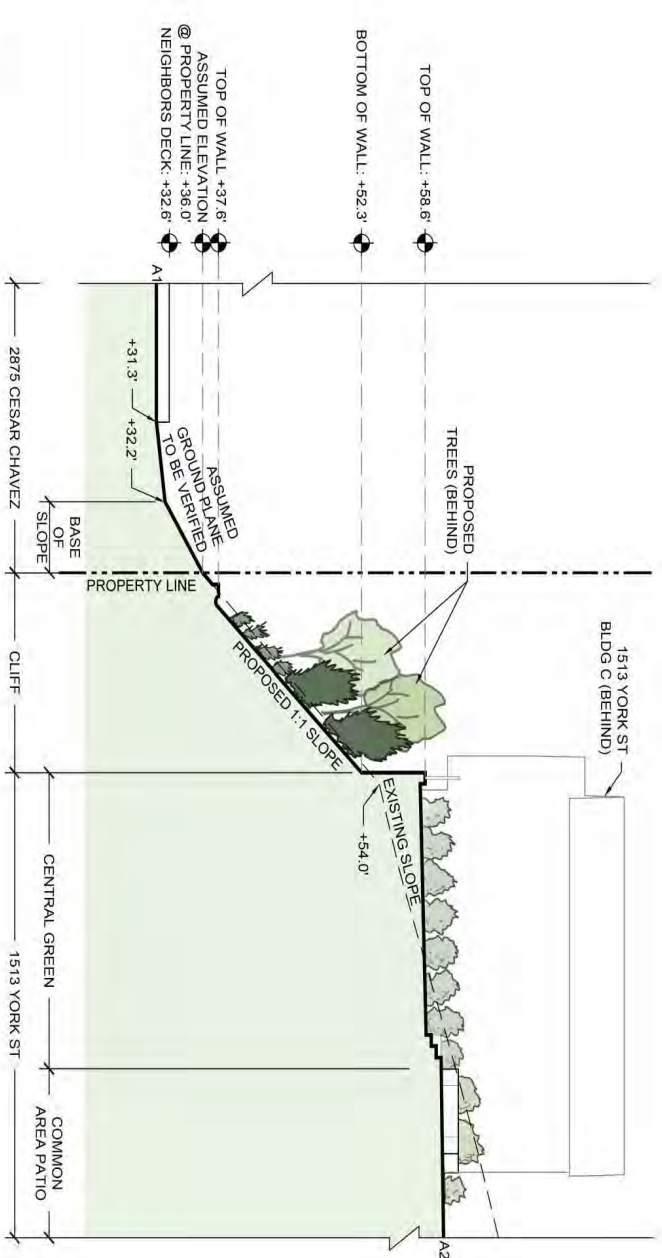 TOP OF WALL: +58.6'
BOTTOM OF WALL: +52.3'
TOP OF WALL +37.6'
ASSUMED ELEVATION
@ PROPERTY LINE: +36.0'
NEIGHBORS DECK: +32.6'
1513 YORK ST
BLDG C (BEHIND)
PROPOSED
TREES (BEHIND)
EXISTING SLOPE
+54.0'
PROPOSED 1:1 SLOPE
ASSUMED
GROUND PLANE
TO BE VERIFIED
A1
A2
+31.3'
+32.2'
PROPERTY LINE
BASE
OF
SLOPE
CENTRAL GREEN
COMMON
AREA PATIO
2875 CESAR CHAVEZ
CLIFF
1513 YORK ST